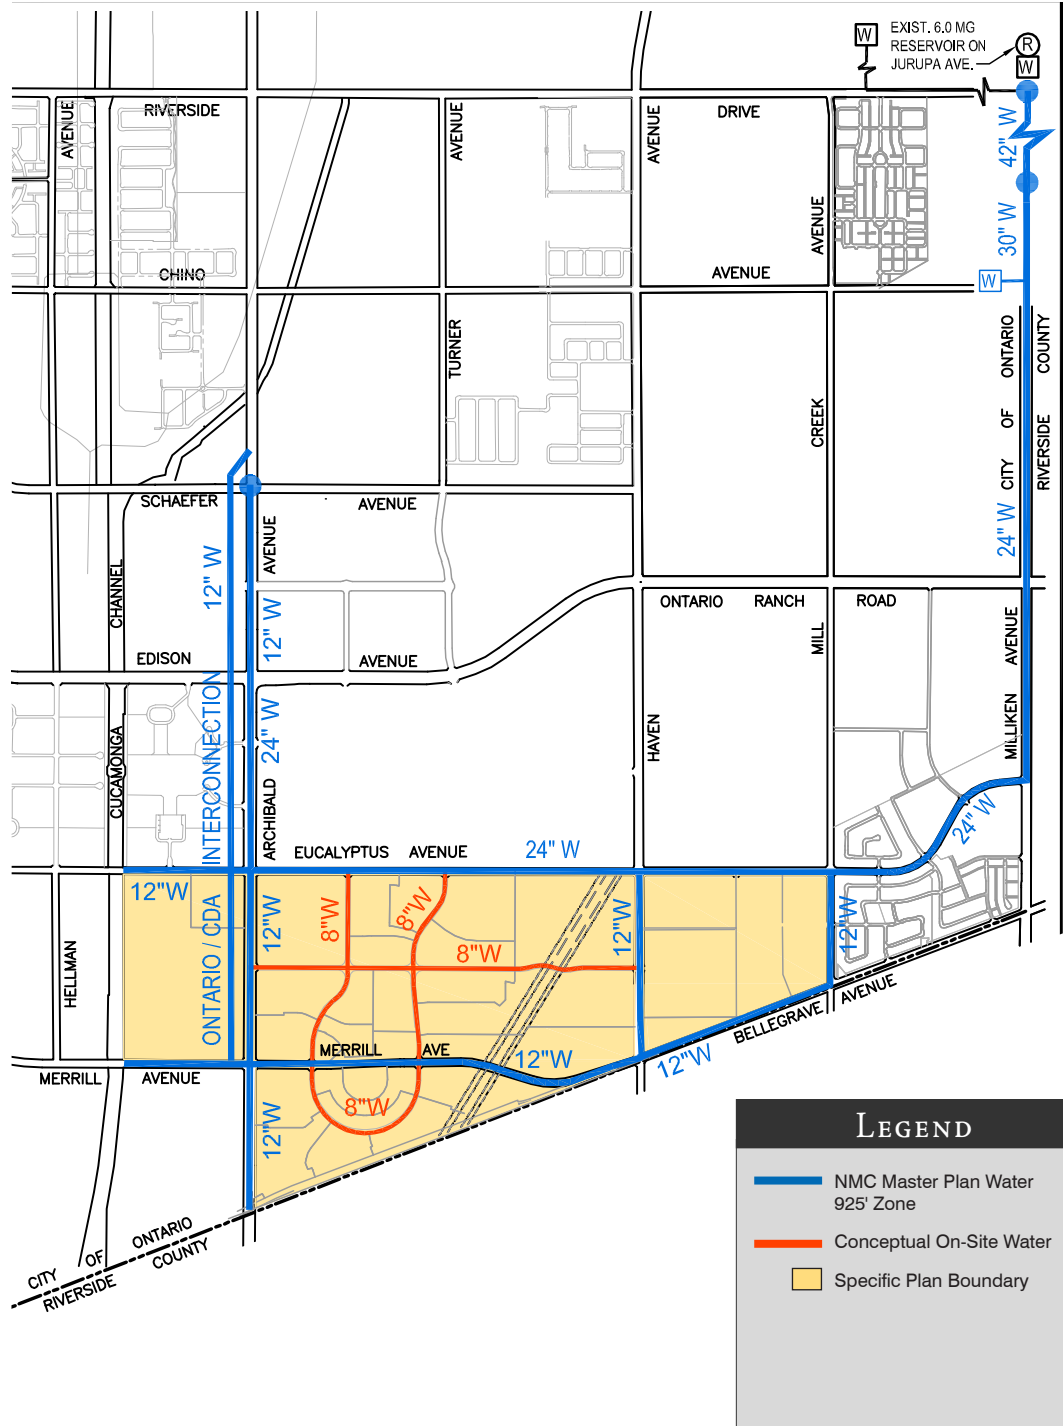 EXIST. 6.0 MG
RESERVOIR ON
JURUPA AVE.
W
R
W
RIVERSIDE
DRIVE
AVENUE
AVENUE
AVENUE
42" W
30" W
W
CHINO
AVENUE
AVENUE
TURNER
CREEK
CITY OF ONTARIO
RIVERSIDE COUNTY
24" W
SCHAEFER
AVENUE
AVENUE
12" W
12" W
CHANNEL
ONTARIO RANCH ROAD
MILL
EDISON
AVENUE
MILLIKEN AVENUE
CUCAMONGA
ONTARIO / CDA INTERCONNECTION
24" W
ARCHIBALD
HAVEN
EUCALYPTUS AVENUE
24" W
24" W
12"W
12"W
8"W
8"W
8"W
12"W
12"W
HELLMAN
MERRILL AVE
12"W
12"W
BELLEGRAVE AVENUE
MERRILL AVENUE
8"W
12"W
CITY OF ONTARIO
RIVERSIDE COUNTY
LEGEND
NMC Master Plan Water
925' Zone
Conceptual On-Site Water
Specific Plan Boundary